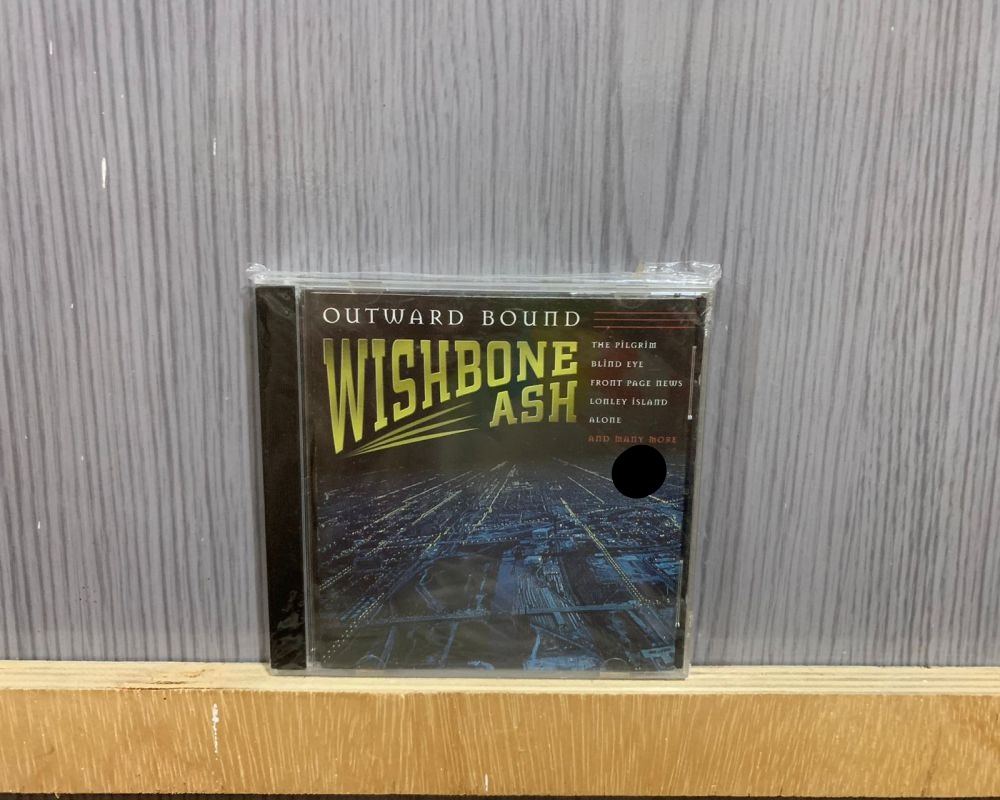 OUTWARD BOUND
WISHBONE
ASH
THE PILGRIM
BLIND EYE
FRONT PAGE NEWS
LONLEY ISLAND
ALONE
AND MANY MORE